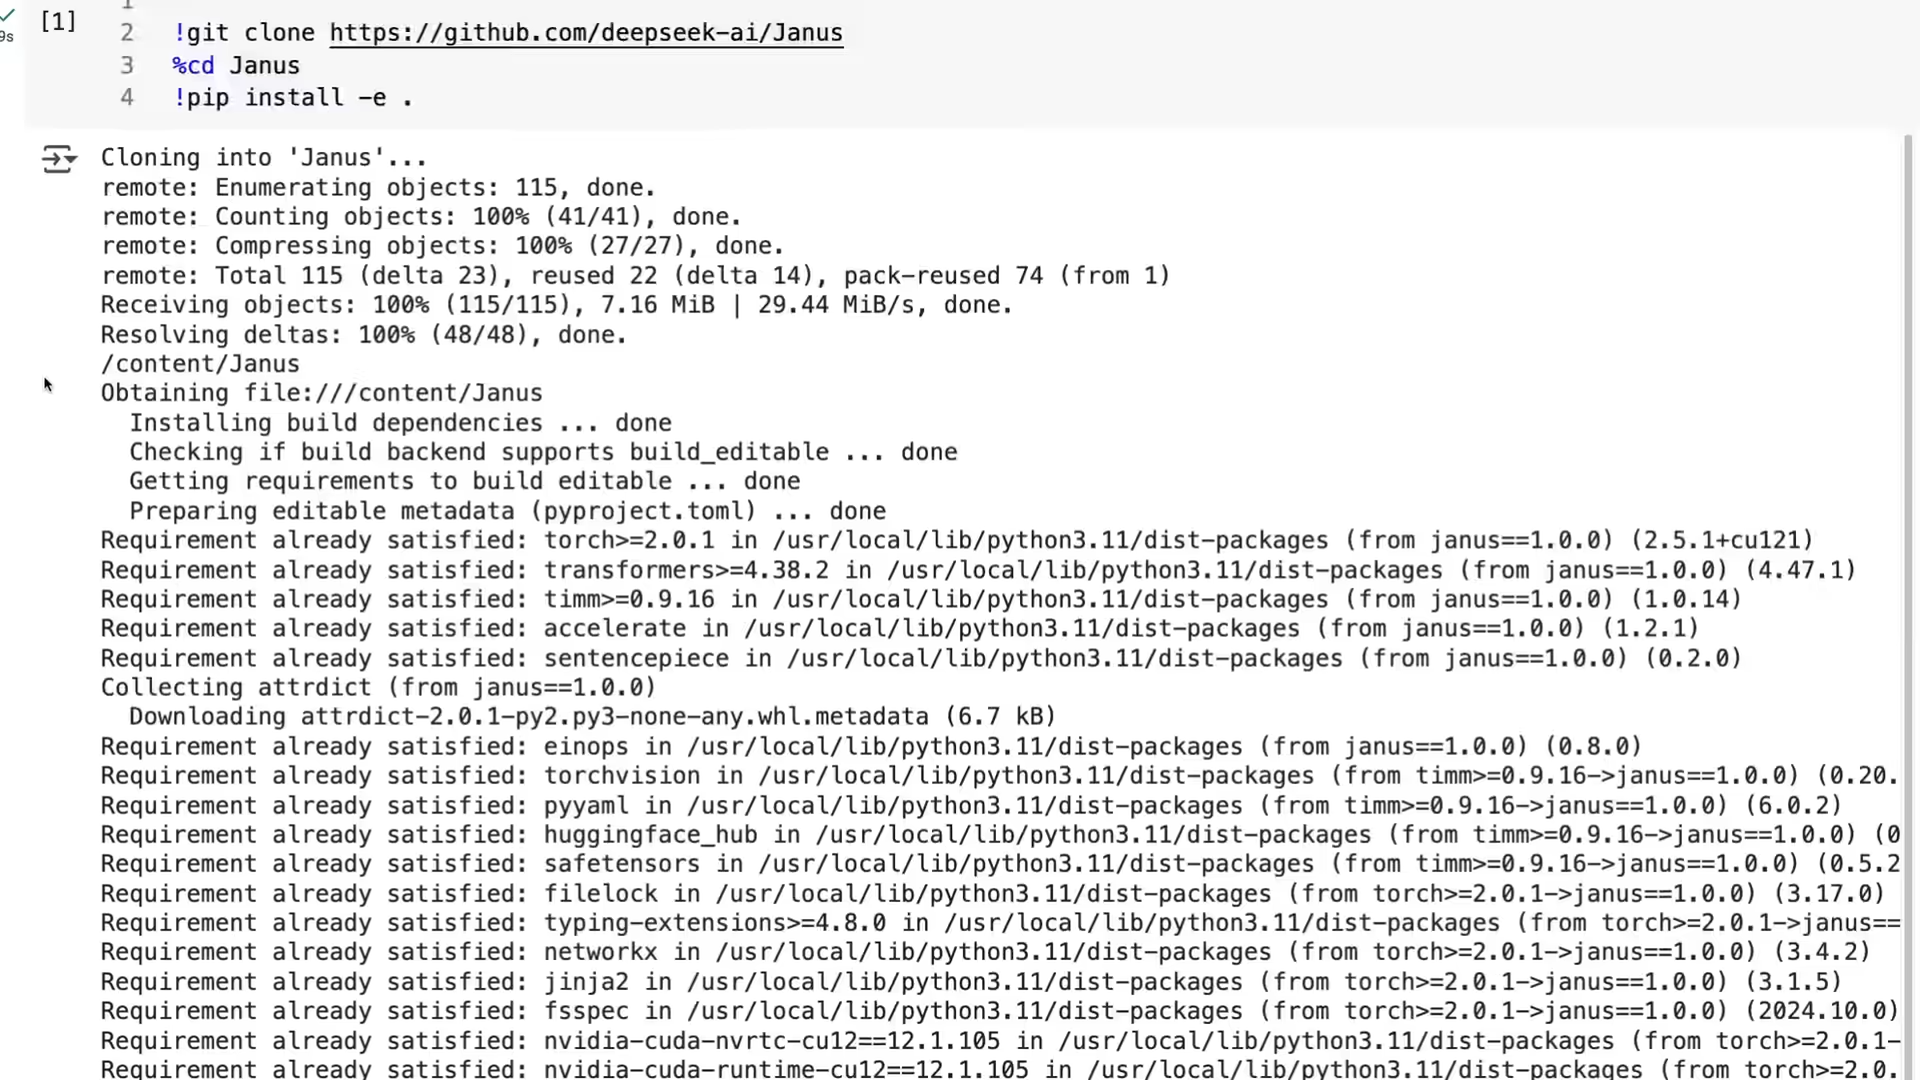 9s
[1]
1
2 !git clone https://github.com/deepseek-ai/Janus
3 %cd Janus
4 !pip install -e .
Cloning into 'Janus'...
remote: Enumerating objects: 115, done.
remote: Counting objects: 100% (41/41), done.
remote: Compressing objects: 100% (27/27), done.
remote: Total 115 (delta 23), reused 22 (delta 14), pack-reused 74 (from 1)
Receiving objects: 100% (115/115), 7.16 MiB | 29.44 MiB/s, done.
Resolving deltas: 100% (48/48), done.
/content/Janus
Obtaining file:///content/Janus
Installing build dependencies ... done
Checking if build backend supports build_editable ... done
Getting requirements to build editable ... done
Preparing editable metadata (pyproject.toml) ... done
Requirement already satisfied: torch>=2.0.1 in /usr/local/lib/python3.11/dist-packages (from janus==1.0.0) (2.5.1+cu121)
Requirement already satisfied: transformers>=4.38.2 in /usr/local/lib/python3.11/dist-packages (from janus==1.0.0) (4.47.1)
Requirement already satisfied: timm>=0.9.16 in /usr/local/lib/python3.11/dist-packages (from janus==1.0.0) (1.0.14)
Requirement already satisfied: accelerate in /usr/local/lib/python3.11/dist-packages (from janus==1.0.0) (1.2.1)
Requirement already satisfied: sentencepiece in /usr/local/lib/python3.11/dist-packages (from janus==1.0.0) (0.2.0)
Collecting attrdict (from janus==1.0.0)
Downloading attrdict-2.0.1-py2.py3-none-any.whl.metadata (6.7 kB)
Requirement already satisfied: einops in /usr/local/lib/python3.11/dist-packages (from janus==1.0.0) (0.8.0)
Requirement already satisfied: torchvision in /usr/local/lib/python3.11/dist-packages (from timm>=0.9.16->janus==1.0.0) (0.20.
Requirement already satisfied: pyyaml in /usr/local/lib/python3.11/dist-packages (from timm>=0.9.16->janus==1.0.0) (6.0.2)
Requirement already satisfied: huggingface_hub in /usr/local/lib/python3.11/dist-packages (from timm>=0.9.16->janus==1.0.0) (0
Requirement already satisfied: safetensors in /usr/local/lib/python3.11/dist-packages (from timm>=0.9.16->janus==1.0.0) (0.5.2
Requirement already satisfied: filelock in /usr/local/lib/python3.11/dist-packages (from torch>=2.0.1->janus==1.0.0) (3.17.0)
Requirement already satisfied: typing-extensions>=4.8.0 in /usr/local/lib/python3.11/dist-packages (from torch>=2.0.1->janus==
Requirement already satisfied: networkx in /usr/local/lib/python3.11/dist-packages (from torch>=2.0.1->janus==1.0.0) (3.4.2)
Requirement already satisfied: jinja2 in /usr/local/lib/python3.11/dist-packages (from torch>=2.0.1->janus==1.0.0) (3.1.5)
Requirement already satisfied: fsspec in /usr/local/lib/python3.11/dist-packages (from torch>=2.0.1->janus==1.0.0) (2024.10.0)
Requirement already satisfied: nvidia-cuda-nvrtc-cu12==12.1.105 in /usr/local/lib/python3.11/dist-packages (from torch>=2.0.1-
Requirement already satisfied: nvidia-cuda-runtime-cu12==12.1.105 in /usr/local/lib/python3.11/dist-packages (from torch>=2.0.